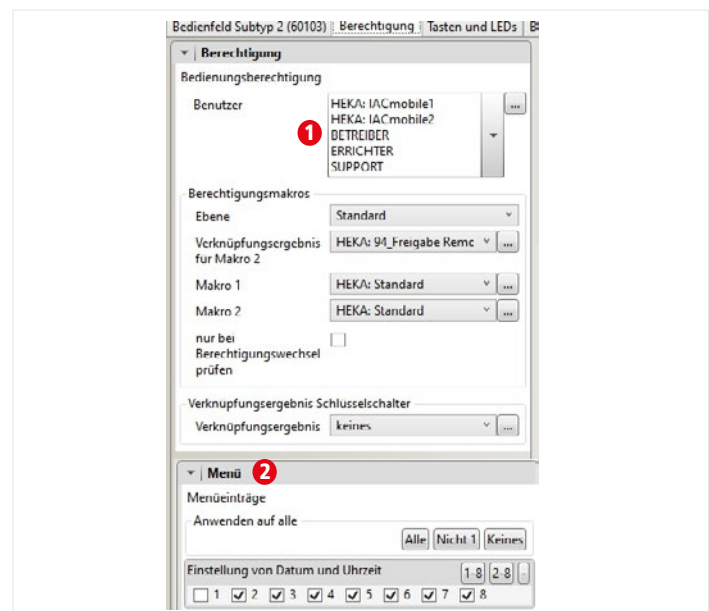 Bedienfeld Subtyp 2 (60103) Berechtigung Tasten und LEDs
Berechtigung
Bedienungsberechtigung
Benutzer
HEKA: IACmobile1 ...
HEKA: IACmobile2
1
BETREIBER
ERRICHTER
SUPPORT
Berechtigungsmakros
Ebene Standard
Verknüpfungsergebnis HEKA: 94_Freigabe Remc ...
für Makro 2
Makro 1 HEKA: Standard ...
Makro 2 HEKA: Standard ...
nur bei
Berechtigungswechsel
prüfen
Verknüpfungsergebnis Schlüsselschalter
Verknüpfungsergebnis keines ...
Menü 2
Menüeinträge
Anwenden auf alle
Alle Nicht 1 Keines
Einstellung von Datum und Uhrzeit 1-8 2-8 -
1 2 3 4 5 6 7 8